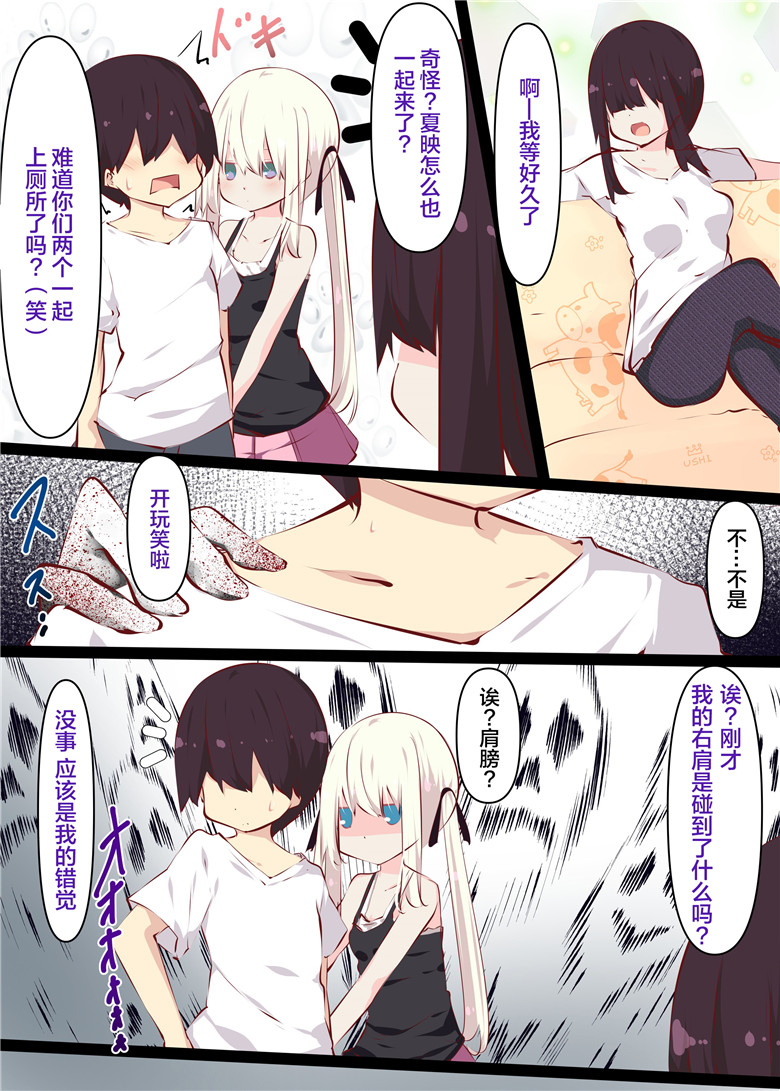 啊—我等好久了
奇怪？夏映怎么也
一起来了？
ドキ
难道你们两个一起
上厕所了吗？（笑）
USHI
不…不是
开玩笑啦
スス…
诶？刚才
我的右肩是碰到了什么吗？
诶？肩膀？
没事 应该是我的错觉
オオオ